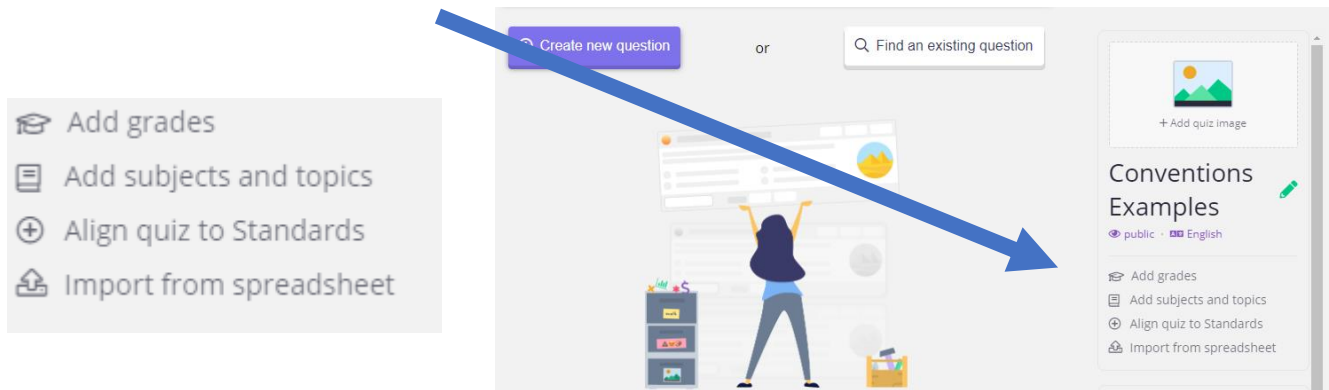 Add grades
Add subjects and topics
Align quiz to Standards
Import from spreadsheet
Create new question
or
Find an existing question
+ Add quiz image
Conventions
Examples
public · English
Add grades
Add subjects and topics
Align quiz to Standards
Import from spreadsheet